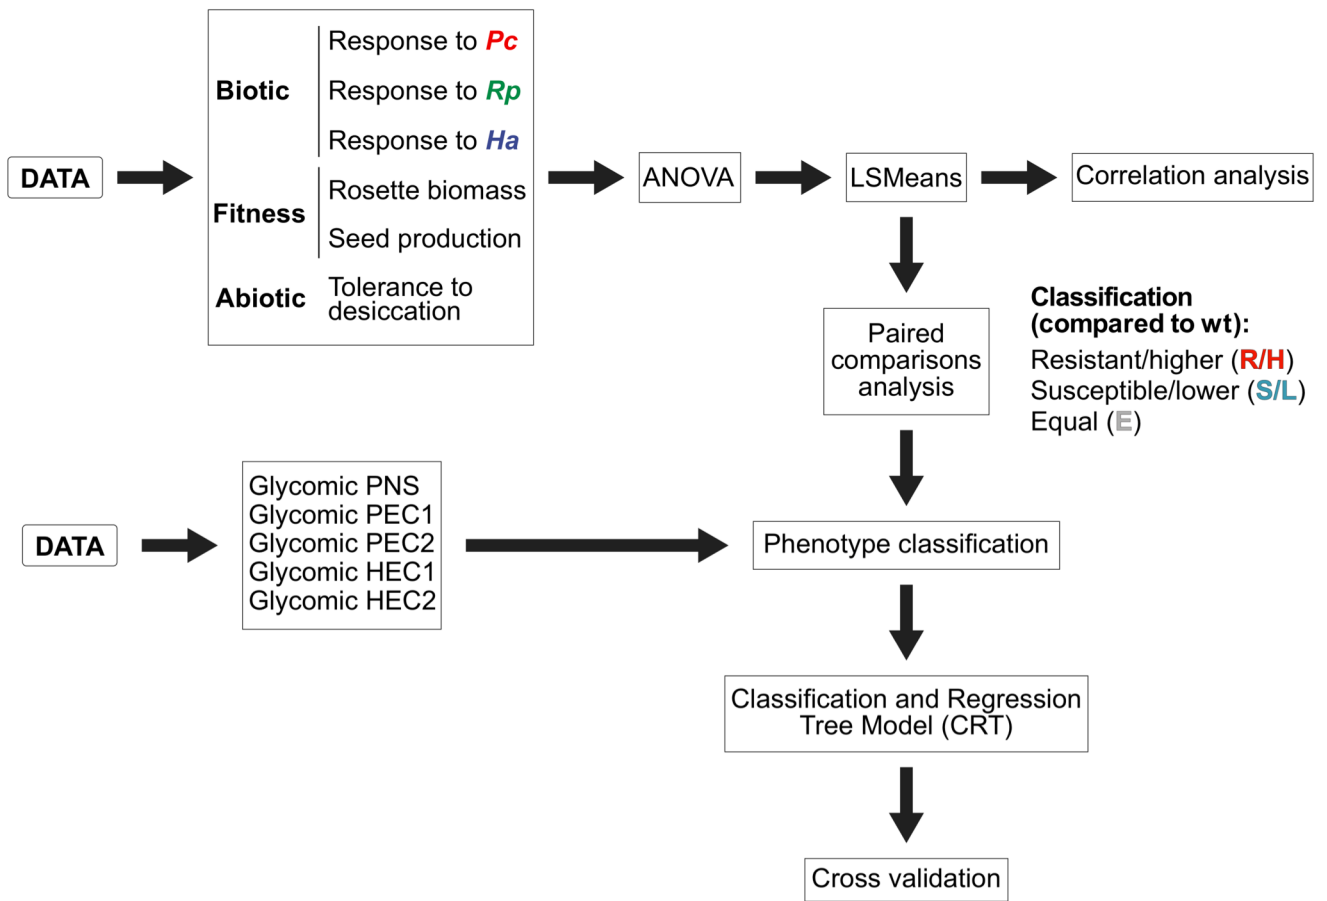 DATA
Biotic
Response to Pc
Response to Rp
Response to Ha
Fitness
Rosette biomass
Seed production
Abiotic
Tolerance to
desiccation
ANOVA
LSMeans
Correlation analysis
Paired
comparisons
analysis
Classification
(compared to wt):
Resistant/higher (R/H)
Susceptible/lower (S/L)
Equal (E)
DATA
Glycomic PNS
Glycomic PEC1
Glycomic PEC2
Glycomic HEC1
Glycomic HEC2
Phenotype classification
Classification and Regression
Tree Model (CRT)
Cross validation